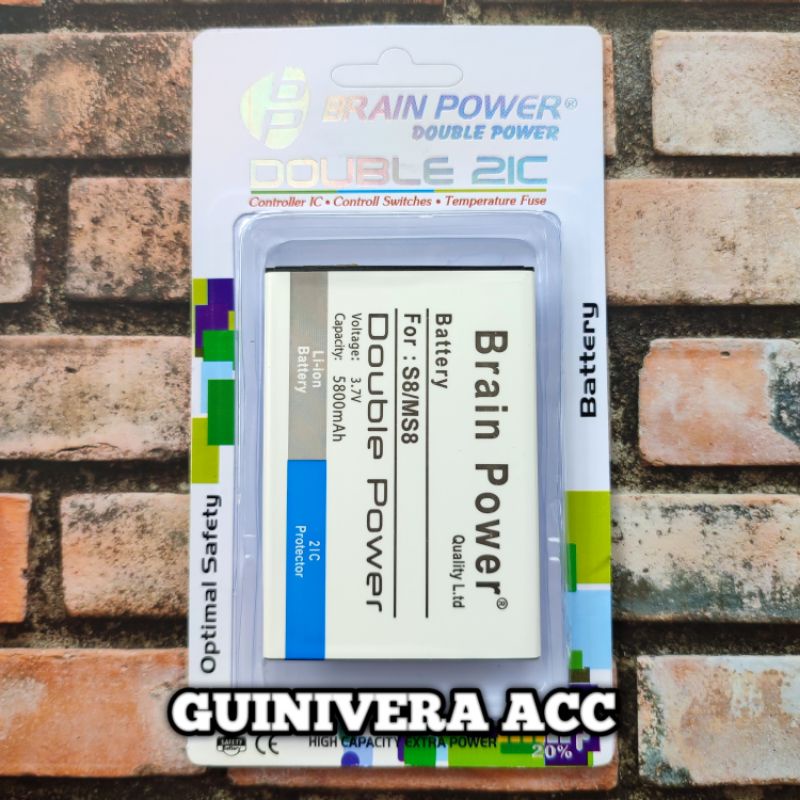 bp BRAIN POWER®
DOUBLE POWER
DOUBLE 2IC
Controller IC • Controll Switches • Temperature Fuse
Brain Power®
Quality L.td
Battery
For : S8/MS8
Double Power
Voltage: 3.7V
Capacity: 5800mAh
Li-ion
Battery
2IC
Protector
Optimal Safety
Battery
GUINIVERA ACC
CE
HIGH CAPACITY EXTRA POWER
20%